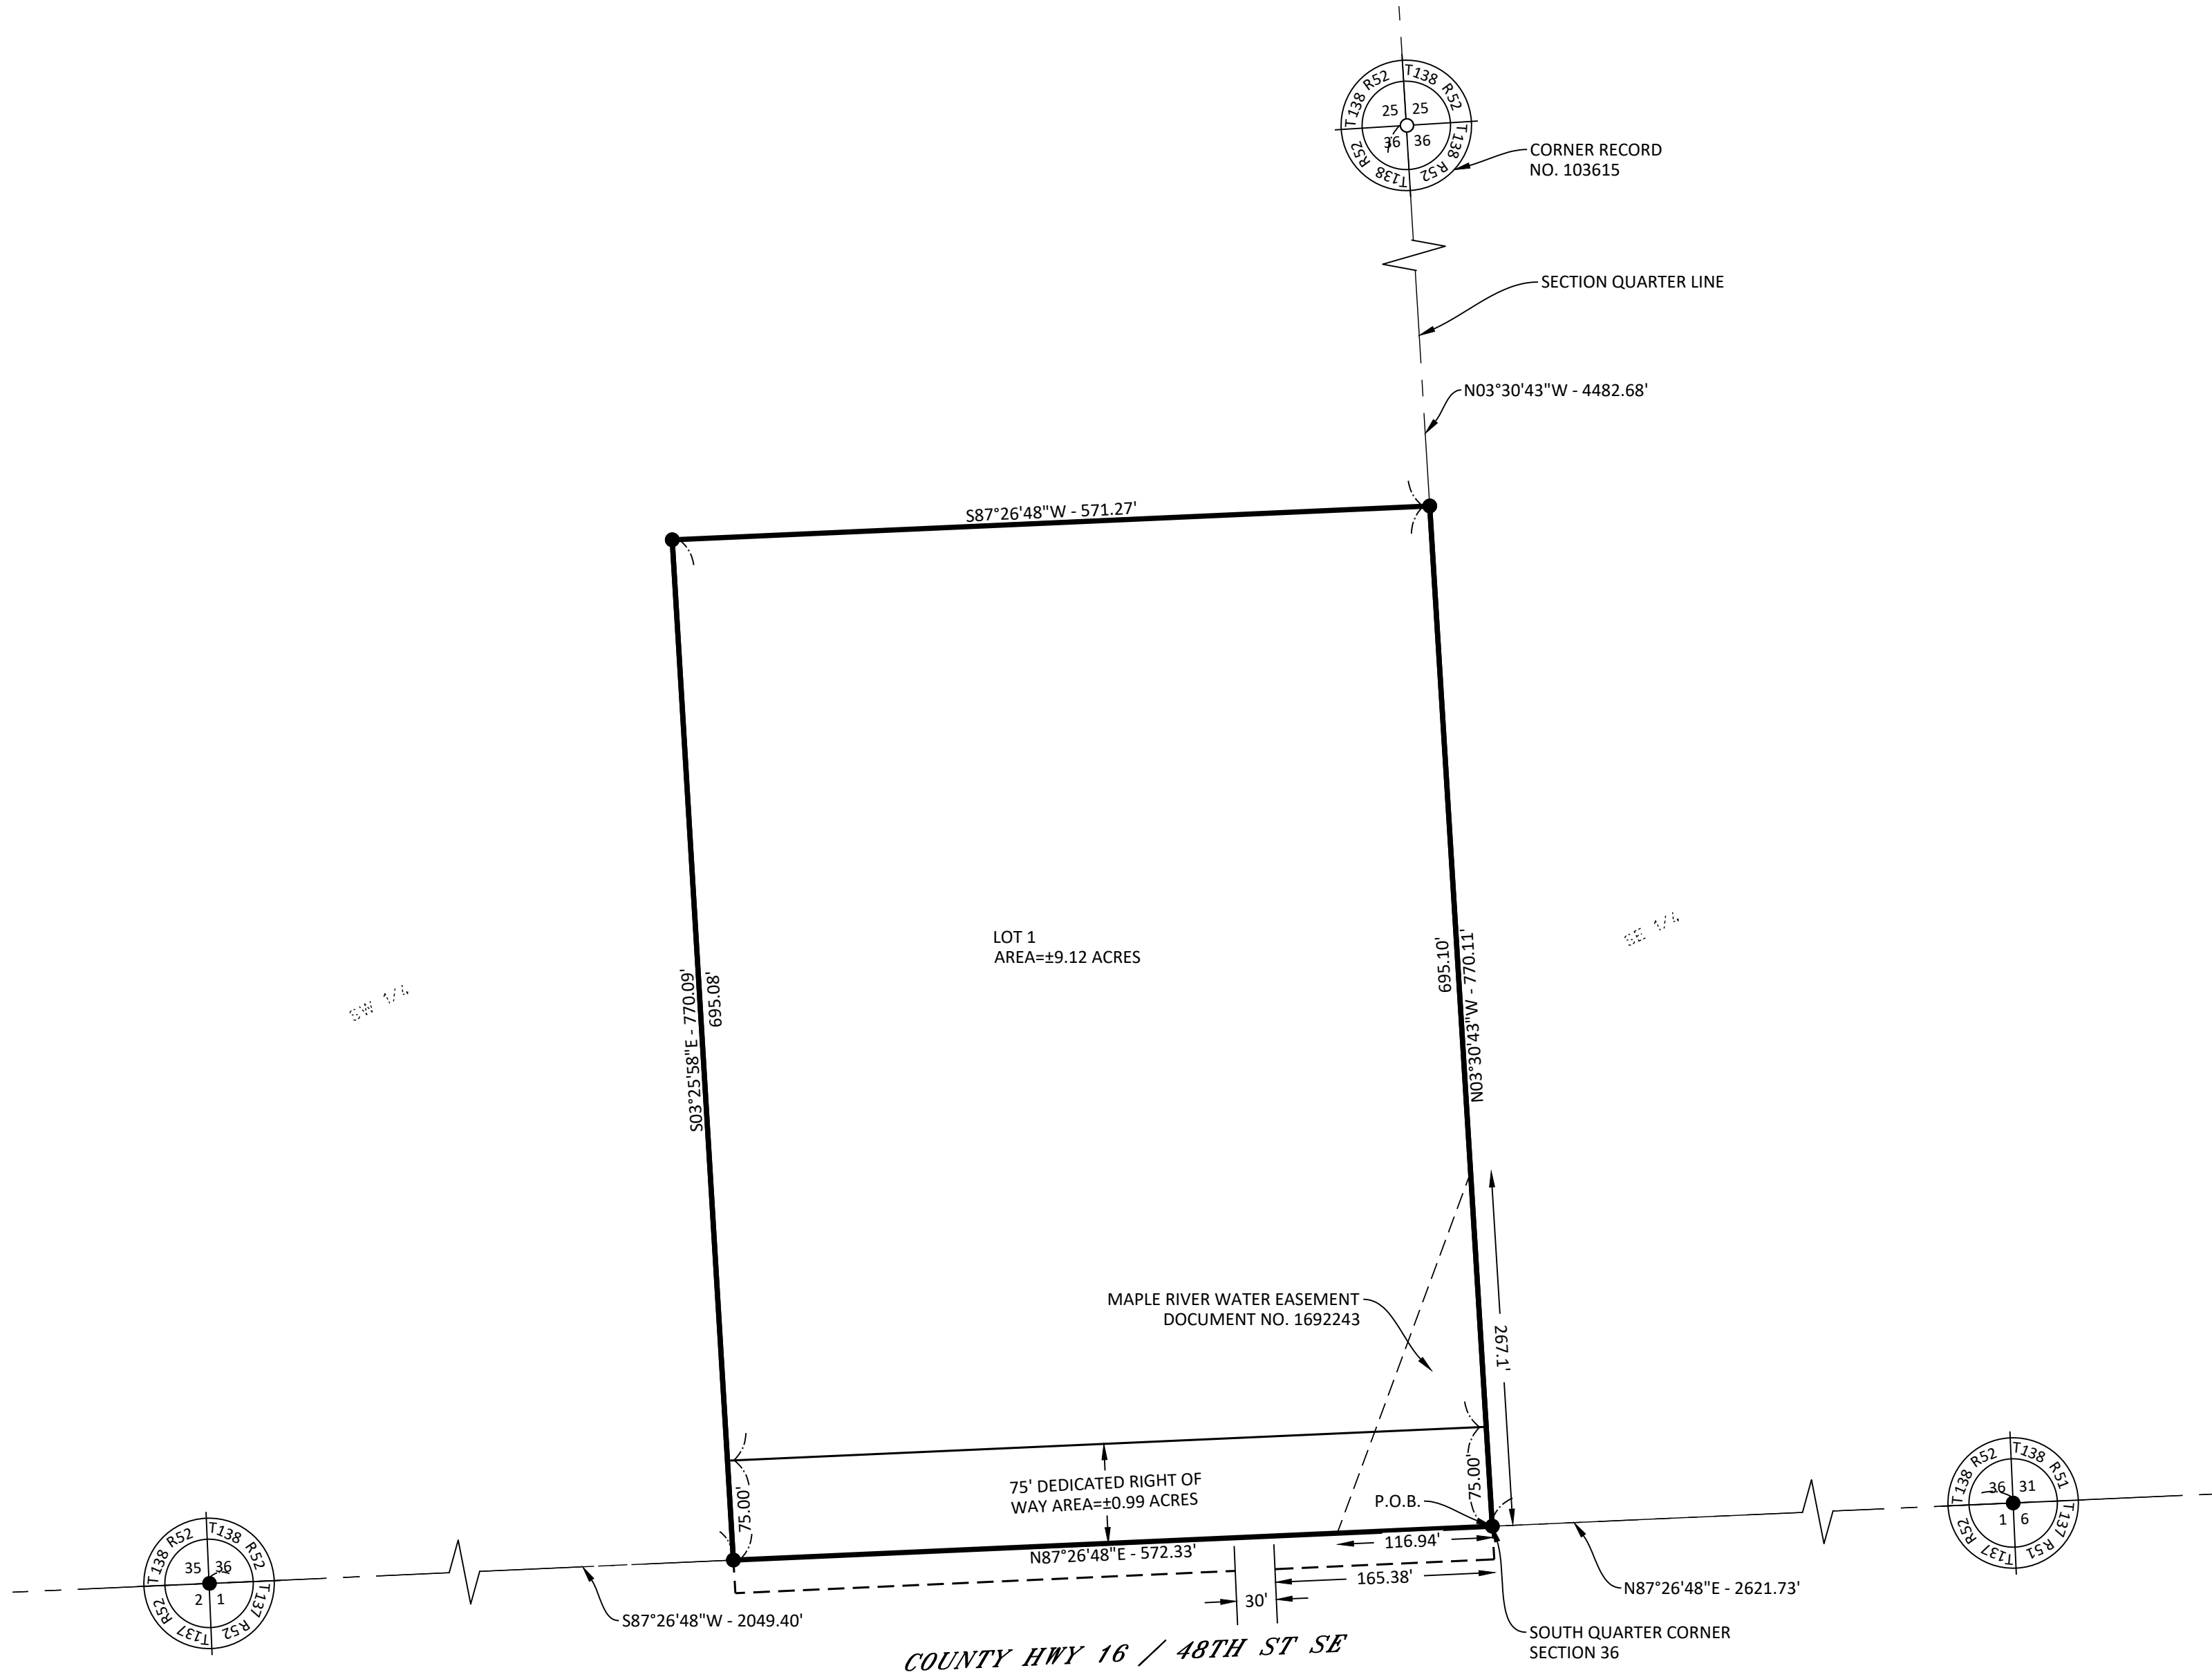 T138 R52 T138 R52
25 25
36 36
T138 R52
T138 R52
CORNER RECORD
NO. 103615
SECTION QUARTER LINE
N03°30'43"W - 4482.68'
S87°26'48"W - 571.27'
LOT 1
AREA=±9.12 ACRES
SE 1/4
SW 1/4
S03°25'58"E - 770.09'
695.08'
695.10'
N03°30'43"W - 770.11'
MAPLE RIVER WATER EASEMENT
DOCUMENT NO. 1692243
267.1'
75' DEDICATED RIGHT OF
WAY AREA=±0.99 ACRES
75.00'
75.00'
P.O.B.
116.94'
N87°26'48"E - 572.33'
165.38'
30'
T138 R52 T138 R52
35 36
2 1
T137 R52
T137 R52
S87°26'48"W - 2049.40'
T138 R52 T138 R51
36 31
1 6
T137 R52
T137 R51
N87°26'48"E - 2621.73'
SOUTH QUARTER CORNER
SECTION 36
COUNTY HWY 16 / 48TH ST SE